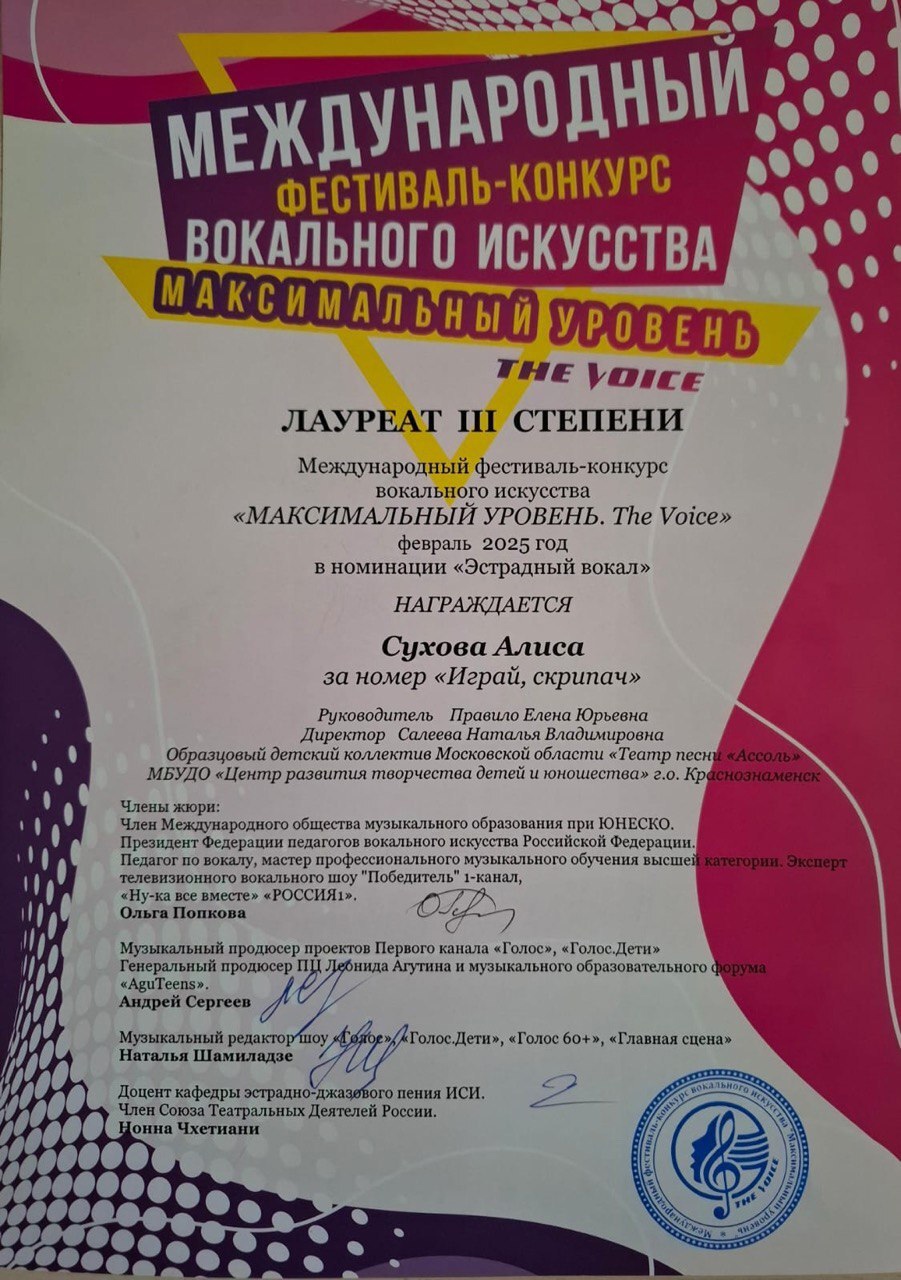 МЕЖДУНАРОДНЫЙ
ФЕСТИВАЛЬ-КОНКУРС
ВОКАЛЬНОГО ИСКУССТВА
МАКСИМАЛЬНЫЙ УРОВЕНЬ
THE VOICE
ЛАУРЕАТ III СТЕПЕНИ
Международный фестиваль-конкурс
вокального искусства
«МАКСИМАЛЬНЫЙ УРОВЕНЬ. The Voice»
февраль 2025 год
в номинации «Эстрадный вокал»
НАГРАЖДАЕТСЯ
Сухова Алиса
за номер «Играй, скрипач»
Руководитель Правило Елена Юрьевна
Директор Салеева Наталья Владимировна
Образцовый детский коллектив Московской области «Театр песни «Ассоль»
МБУДО «Центр развития творчества детей и юношества» г.о. Краснознаменск
Члены жюри:
Член Международного общества музыкального образования при ЮНЕСКО.
Президент Федерации педагогов вокального искусства Российской Федерации.
Педагог по вокалу, мастер профессионального музыкального обучения высшей категории. Эксперт
телевизионного вокального шоу "Победитель" 1-канал,
«Ну-ка все вместе» «РОССИЯ1».
Ольга Попкова
Музыкальный продюсер проектов Первого канала «Голос», «Голос.Дети»
Генеральный продюсер ПЦ Леонида Агутина и музыкального образовательного форума
«AguTeens».
Андрей Сергеев
Музыкальный редактор шоу «Голос», «Голос.Дети», «Голос 60+», «Главная сцена»
Наталья Шамиладзе
Доцент кафедры эстрадно-джазового пения ИСИ.
Член Союза Театральных Деятелей России.
Нонна Чхетиани
Международный фестиваль-конкурс вокального искусства "Максимальный уровень"
THE VOICE